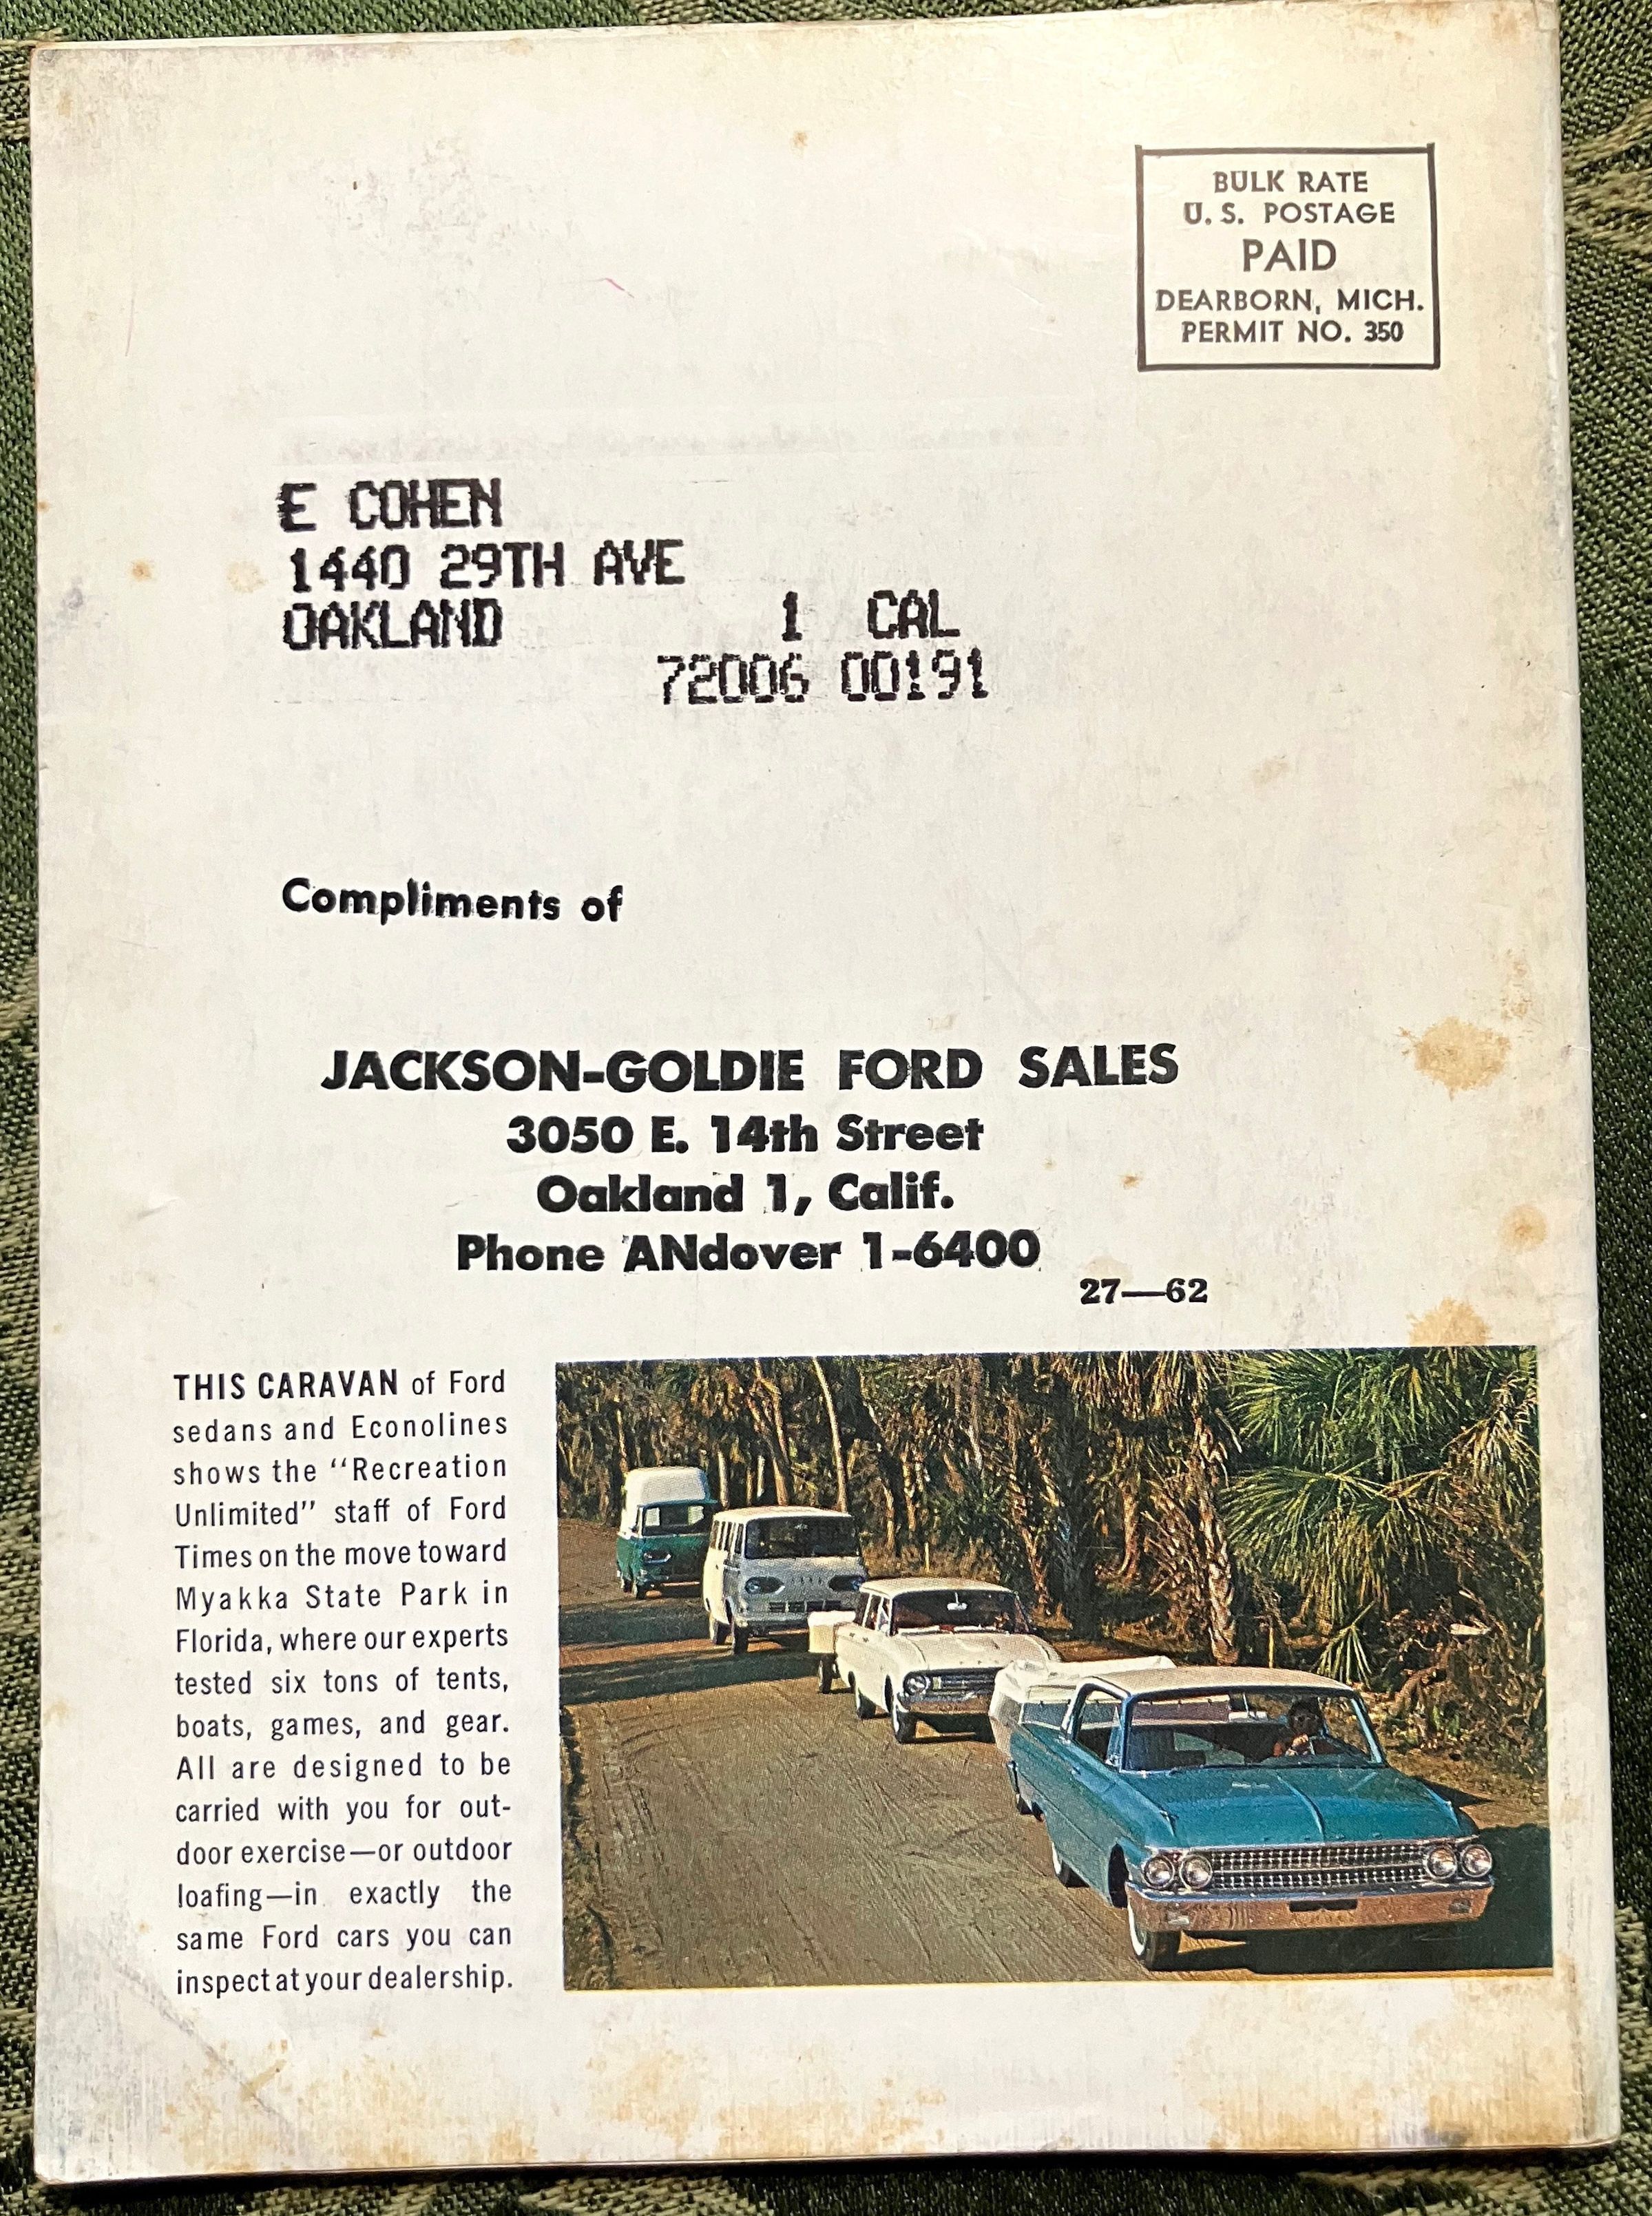 BULK RATE
U. S. POSTAGE
PAID
DEARBORN, MICH.
PERMIT NO. 350
E COHEN
1440 29TH AVE
OAKLAND 1 CAL
72006 00191
Compliments of
JACKSON-GOLDIE FORD SALES
3050 E. 14th Street
Oakland 1, Calif.
Phone ANdover 1-6400
27—62
THIS CARAVAN of Ford
sedans and Econolines
shows the “Recreation
Unlimited” staff of Ford
Times on the move toward
Myakka State Park in
Florida, where our experts
tested six tons of tents,
boats, games, and gear.
All are designed to be
carried with you for out-
door exercise—or outdoor
loafing—in exactly the
same Ford cars you can
inspect at your dealership.